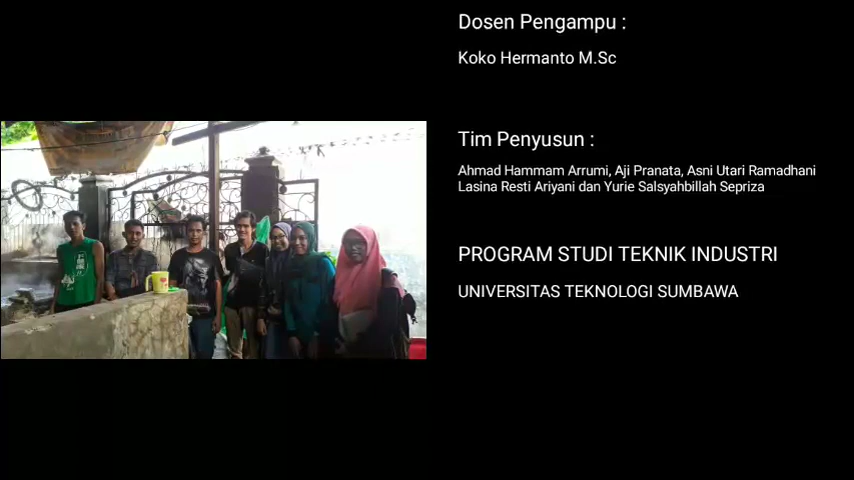 Dosen Pengampu :
Koko Hermanto M.Sc
Tim Penyusun :
Ahmad Hammam Arrumi, Aji Pranata, Asni Utari Ramadhani
Lasina Resti Ariyani dan Yurie Salsyahbillah Sepriza
PROGRAM STUDI TEKNIK INDUSTRI
UNIVERSITAS TEKNOLOGI SUMBAWA